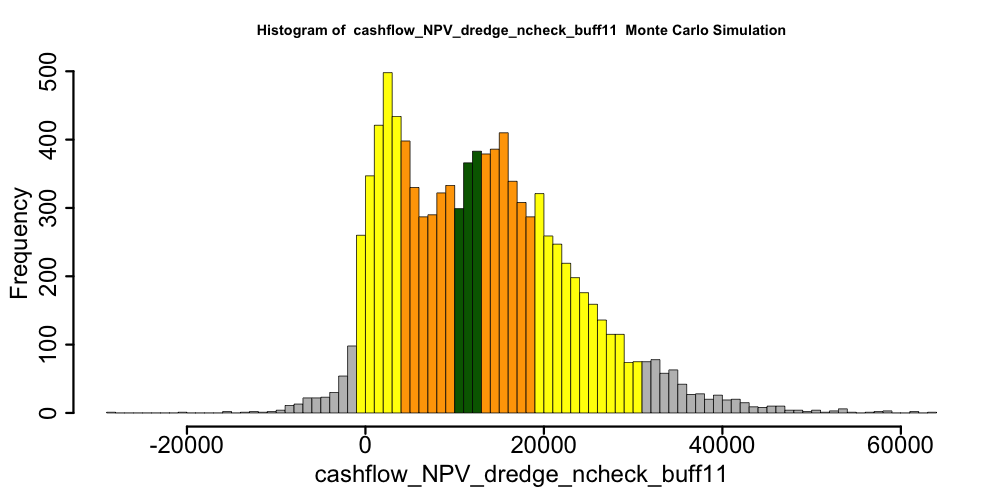 Histogram of cashflow_NPV_dredge_ncheck_buff11 Monte Carlo Simulation
Frequency
500
400
300
200
100
0
-20000 0 20000 40000 60000
cashflow_NPV_dredge_ncheck_buff11